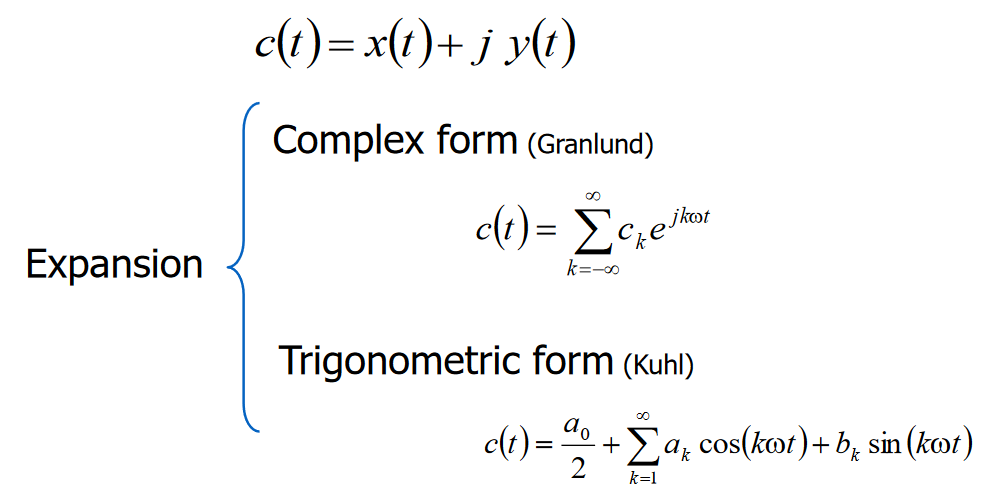 c(t) = x(t) + j y(t)
Complex form (Granlund)
c(t) = ∑_{k=-∞}^{∞} c_k e^{jkωt}
Expansion
Trigonometric form (Kuhl)
c(t) = a_0/2 + ∑_{k=1}^{∞} a_k cos(kωt) + b_k sin(kωt)